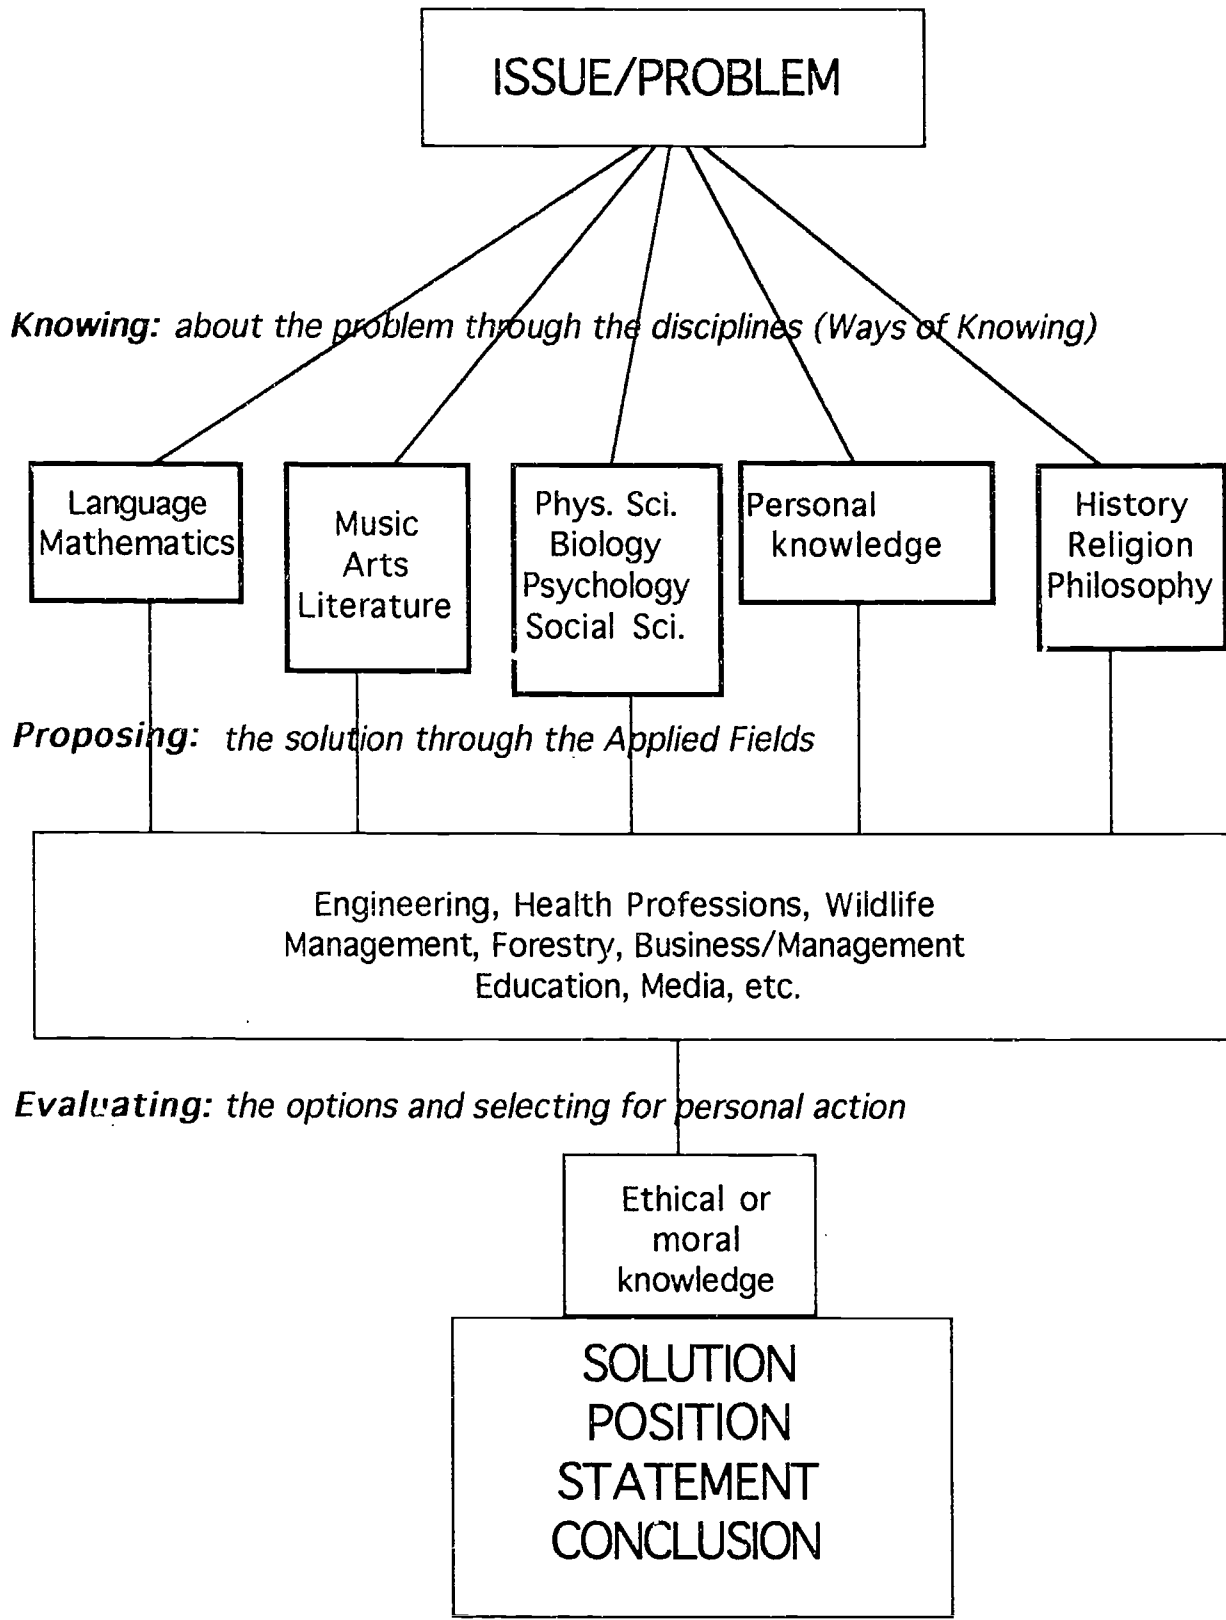 ISSUE/PROBLEM
Knowing: about the problem through the disciplines (Ways of Knowing)
Language
Mathematics
Music
Arts
Literature
Phys. Sci.
Biology
Psychology
Social Sci.
Personal
knowledge
History
Religion
Philosophy
Proposing: the solution through the Applied Fields
Engineering, Health Professions, Wildlife
Management, Forestry, Business/Management
Education, Media, etc.
Evaluating: the options and selecting for personal action
Ethical or
moral
knowledge
SOLUTION
POSITION
STATEMENT
CONCLUSION